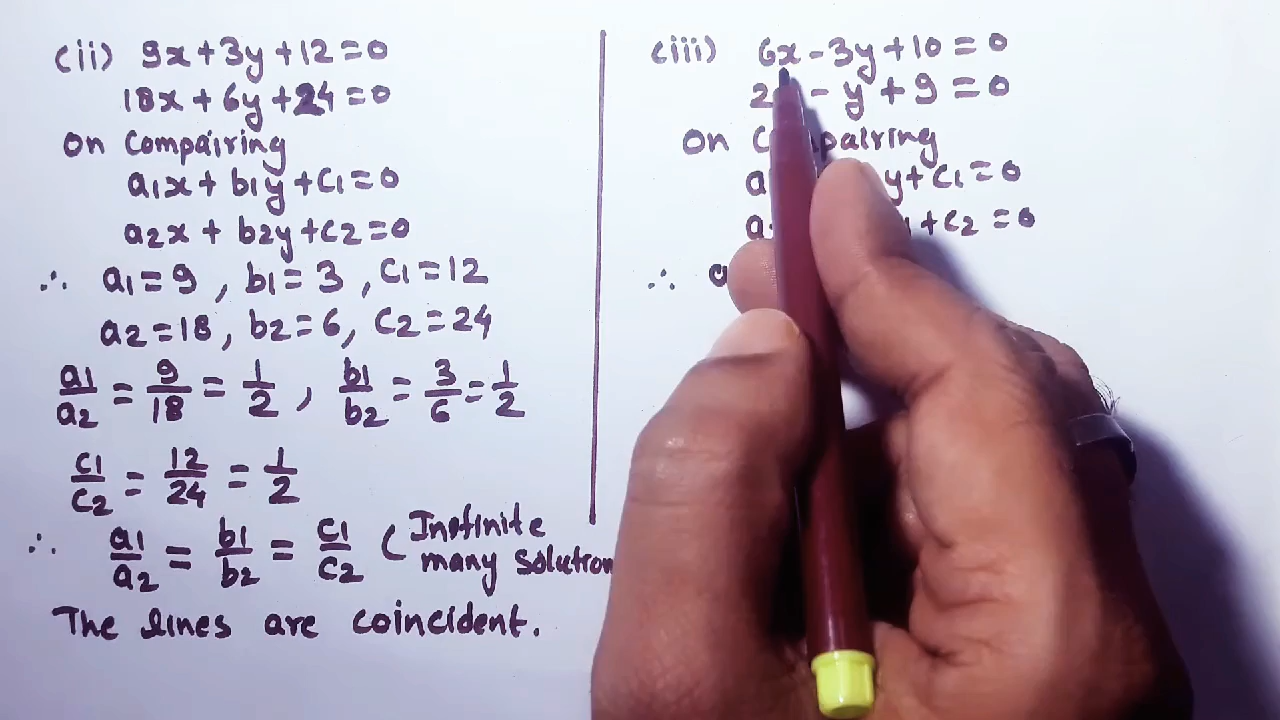 (ii) 9x+3y+12=0
18x + 6y+24=0
On Compairing
a1x+ b1y+C1=0
a2x + b2y+C2=0
∴ a1=9 , b1=3 , C1=12
a2=18, b2=6, C2=24
a1/a2 = 9/18 = 1/2 , b1/b2 = 3/6 = 1/2
C1/C2 = 12/24 = 1/2
∴ a1/a2 = b1/b2 = C1/C2 ( Inefinite
many solution
The lines are coincident.
(iii) 6x-3y+10=0
2 - y + 9 = 0
On
y+C1=0
+C2=0
∴ a